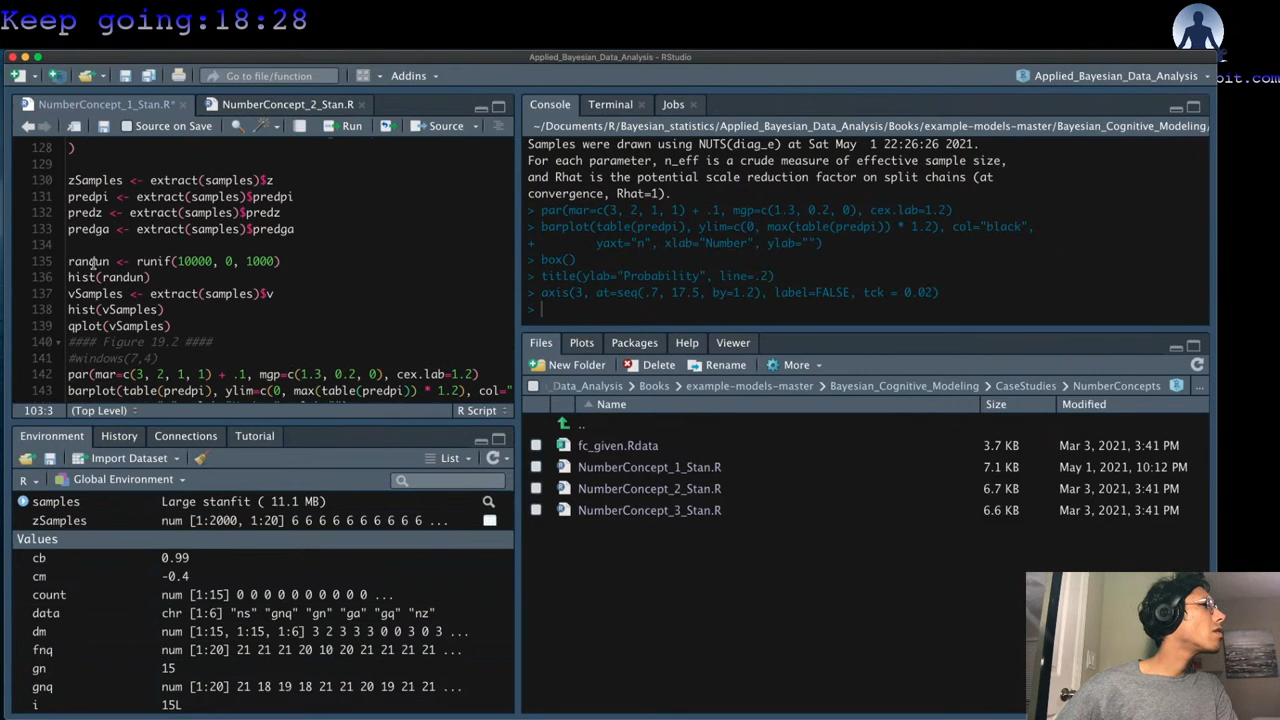 Keep going:18:28
bit.com
Applied_Bayesian_Data_Analysis - RStudio
Go to file/function
Addins
Applied_Bayesian_Data_Analysis
NumberConcept_1_Stan.R*
NumberConcept_2_Stan.R
Source on Save
Run
Source
128 )
129
130 zSamples <- extract(samples)$z
131 predpi <- extract(samples)$predpi
132 predz <- extract(samples)$predz
133 predga <- extract(samples)$predga
134
135 randun <- runif(10000, 0, 1000)
136 hist(randun)
137 vSamples <- extract(samples)$v
138 hist(vSamples)
139 qplot(vSamples)
140 #### Figure 19.2 ####
141 #windows(7,4)
142 par(mar=c(3, 2, 1, 1) + .1, mgp=c(1.3, 0.2, 0), cex.lab=1.2)
143 barplot(table(predpi), ylim=c(0, max(table(predpi)) * 1.2), col="
103:3 (Top Level) R Script
Console Terminal Jobs
~/Documents/R/Bayesian_statistics/Applied_Bayesian_Data_Analysis/Books/example-models-master/Bayesian_Cognitive_Modeling/
Samples were drawn using NUTS(diag_e) at Sat May  1 22:26:26 2021.
For each parameter, n_eff is a crude measure of effective sample size,
and Rhat is the potential scale reduction factor on split chains (at
convergence, Rhat=1).
> par(mar=c(3, 2, 1, 1) + .1, mgp=c(1.3, 0.2, 0), cex.lab=1.2)
> barplot(table(predpi), ylim=c(0, max(table(predpi)) * 1.2), col="black",
+ yaxt="n", xlab="Number", ylab="")
> box()
> title(ylab="Probability", line=.2)
> axis(3, at=seq(.7, 17.5, by=1.2), label=FALSE, tck = 0.02)
>
Environment History Connections Tutorial
Import Dataset List
R Global Environment
samples Large stanfit ( 11.1 MB)
zSamples num [1:2000, 1:20] 6 6 6 6 6 6 6 6 6 6 ...
Values
cb 0.99
cm -0.4
count num [1:15] 0 0 0 0 0 0 0 0 0 0 ...
data chr [1:6] "ns" "gnq" "gn" "ga" "gq" "nz"
dm num [1:15, 1:15, 1:6] 3 2 3 3 3 0 0 3 0 3 ...
fnq num [1:20] 21 21 21 20 10 20 21 21 21 21 ...
gn 15
gnq num [1:20] 21 18 19 18 21 21 20 19 21 21 ...
i 15L
Files Plots Packages Help Viewer
New Folder Delete Rename More
Data_Analysis Books example-models-master Bayesian_Cognitive_Modeling CaseStudies NumberConcepts ...
Name Size Modified
..
fc_given.Rdata 3.7 KB Mar 3, 2021, 3:41 PM
NumberConcept_1_Stan.R 7.1 KB May 1, 2021, 10:12 PM
NumberConcept_2_Stan.R 6.7 KB Mar 3, 2021, 3:41 PM
NumberConcept_3_Stan.R 6.6 KB Mar 3, 2021, 3:41 PM